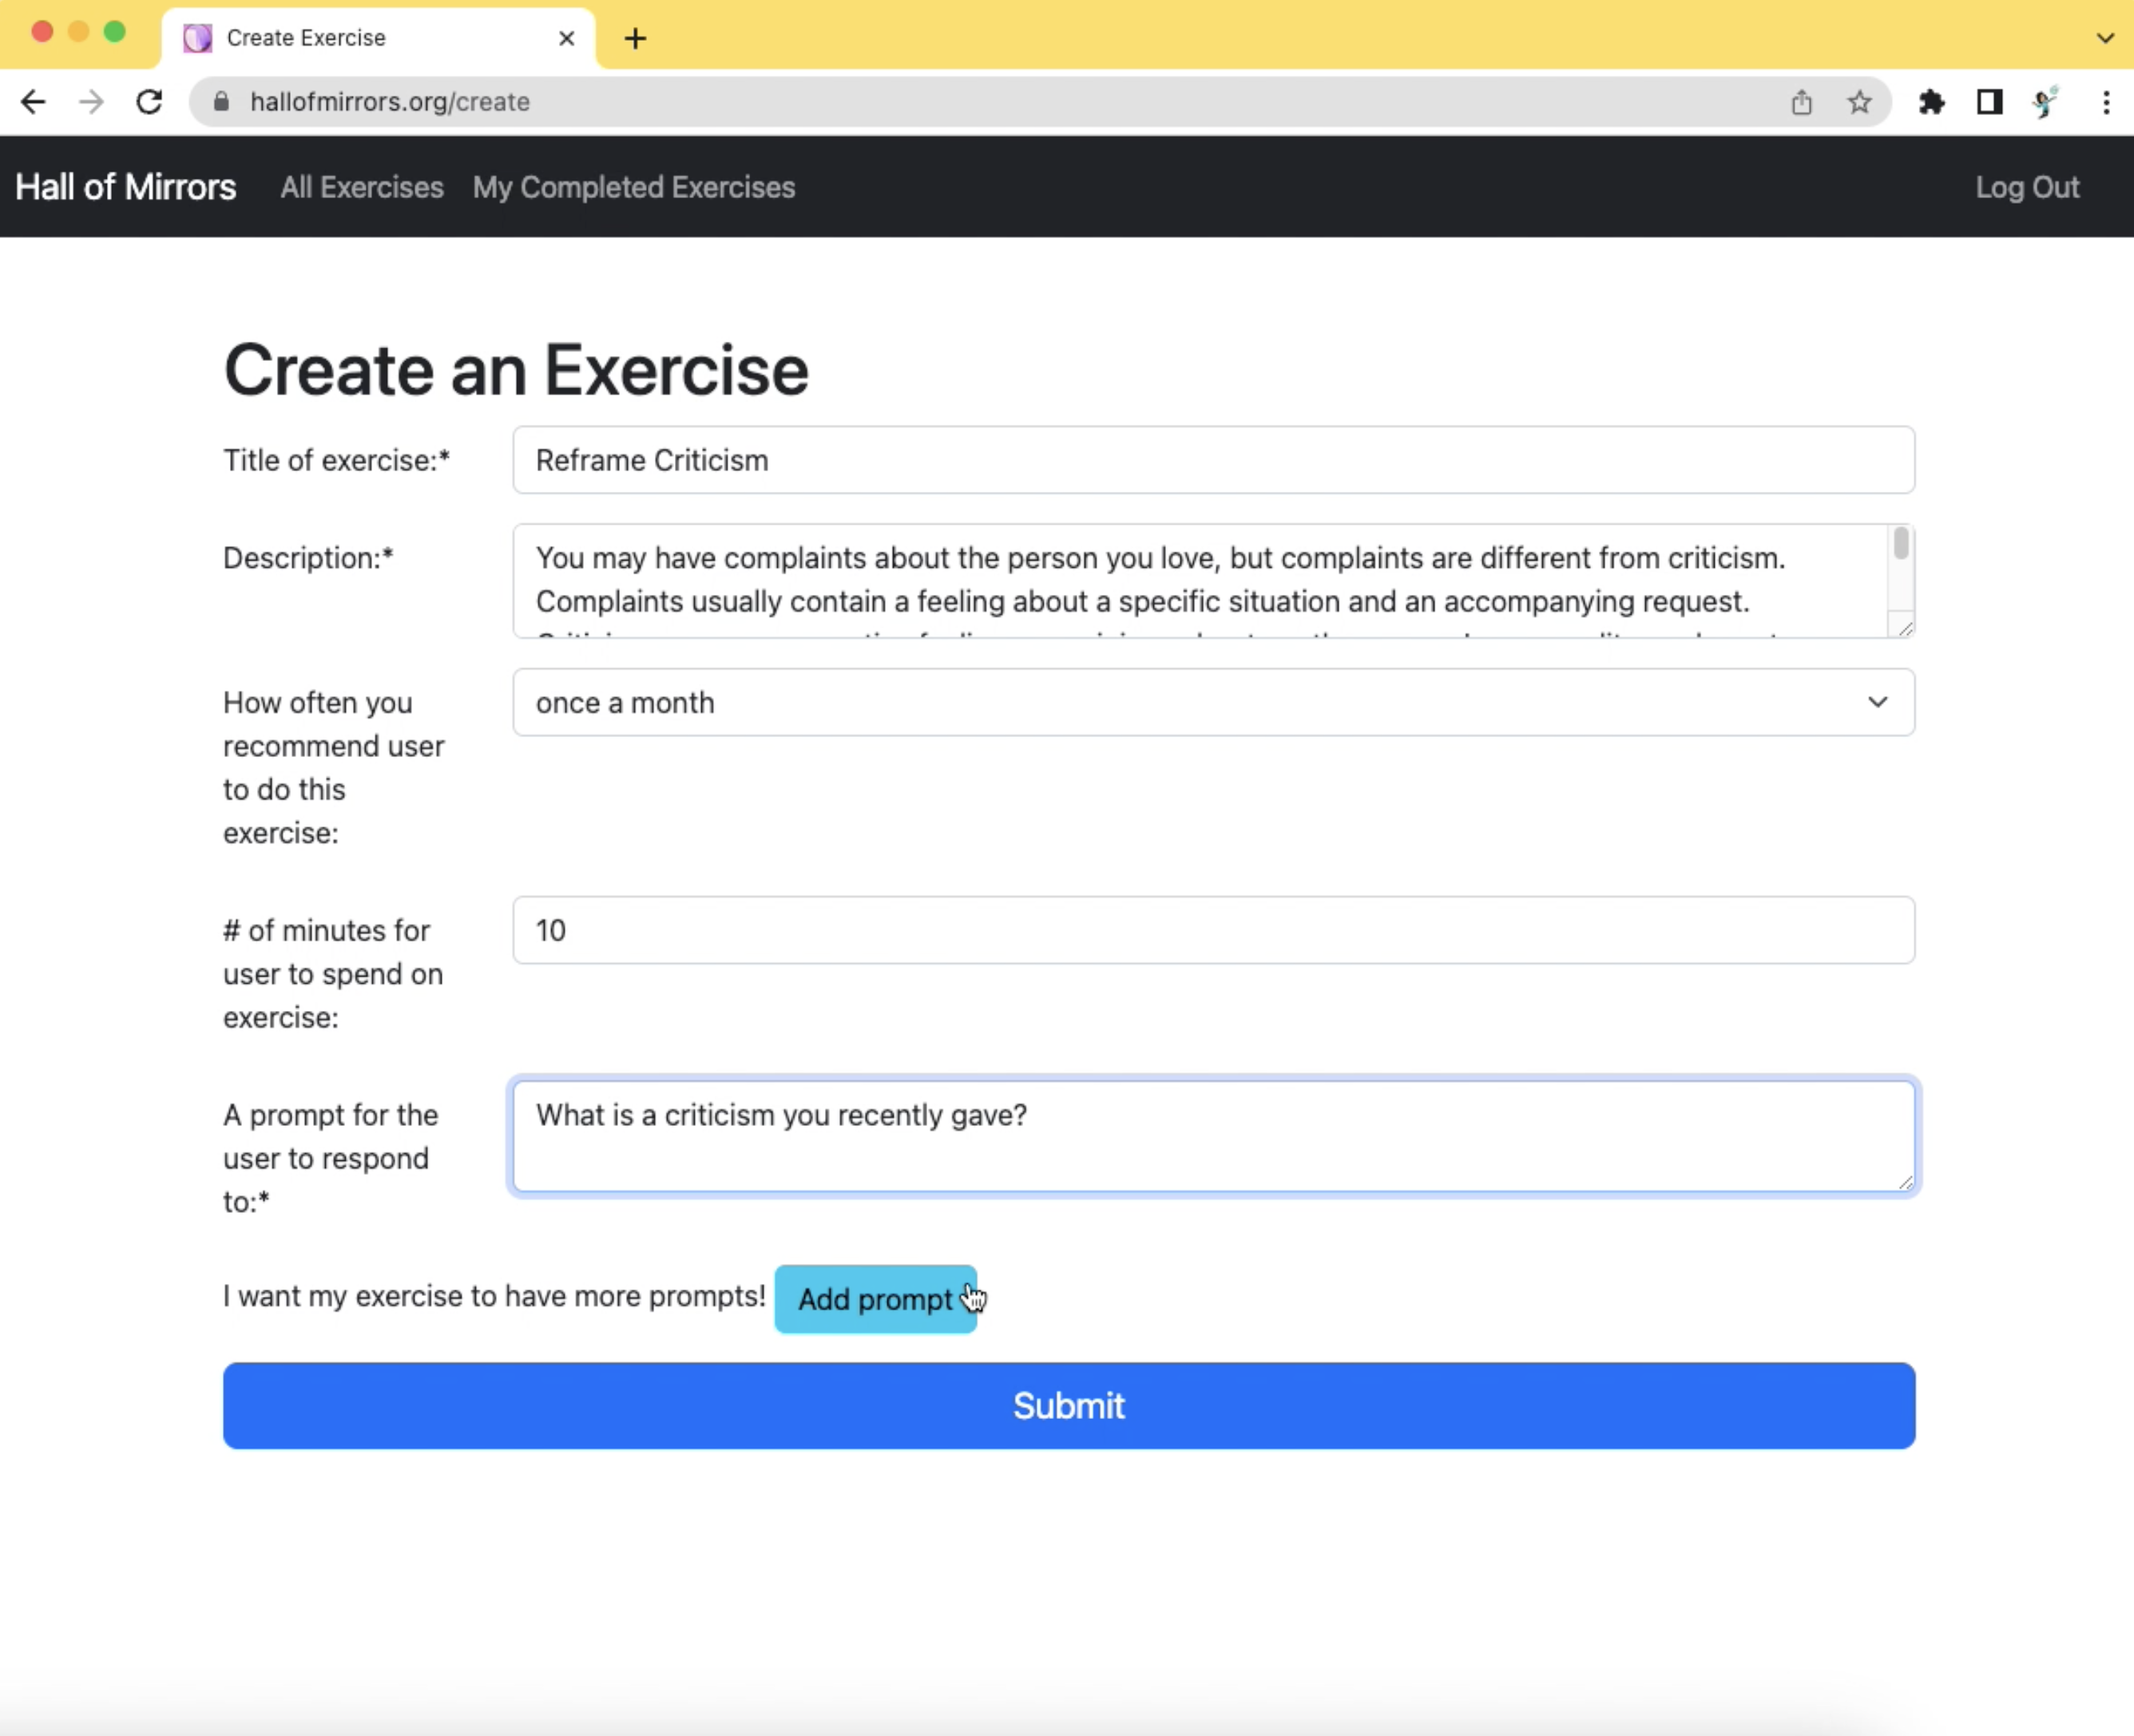 Create Exercise
hallofmirrors.org/create
Hall of Mirrors All Exercises My Completed Exercises Log Out
Create an Exercise
Title of exercise:* Reframe Criticism
Description:* You may have complaints about the person you love, but complaints are different from criticism.
Complaints usually contain a feeling about a specific situation and an accompanying request.
How often you once a month
recommend user
to do this
exercise:
# of minutes for 10
user to spend on
exercise:
A prompt for the What is a criticism you recently gave?
user to respond
to:*
I want my exercise to have more prompts! Add prompt
Submit